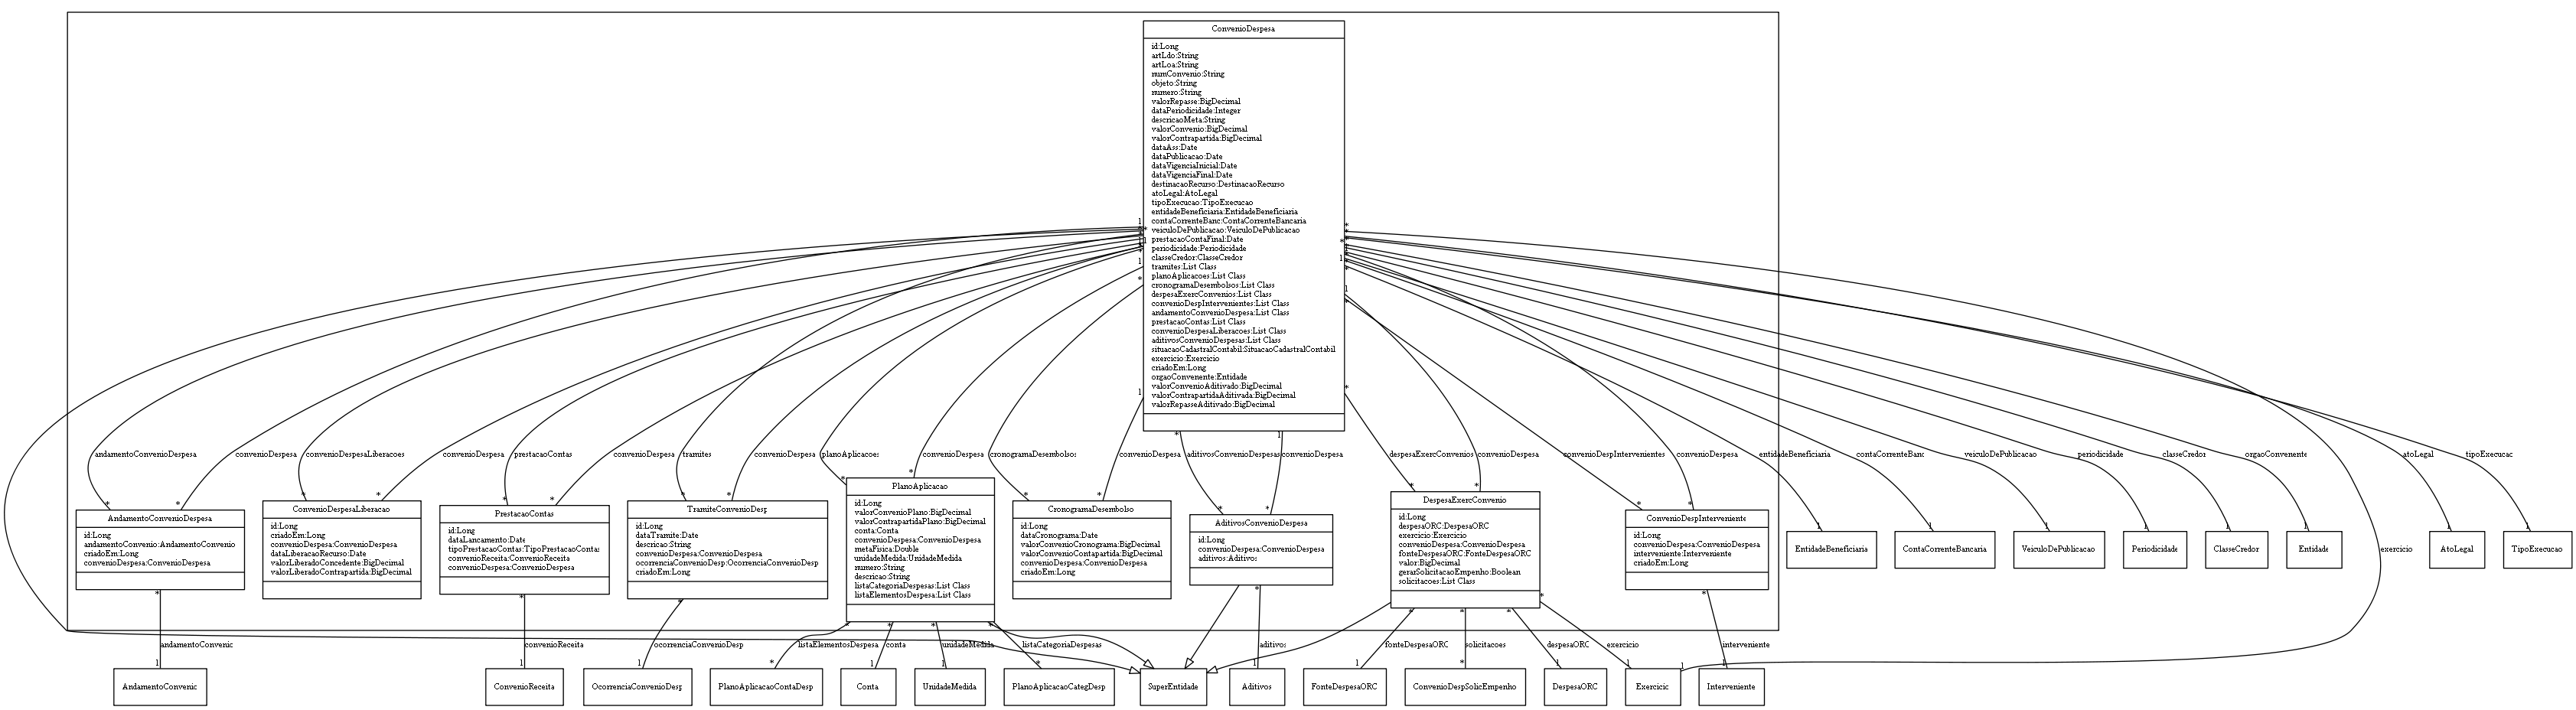 ConvenioDespesa
id:Long
artLdo:String
artLoa:String
numConvenio:String
objeto:String
numero:String
valorRepasse:BigDecimal
dataPeriodicidade:Integer
descricaoMeta:String
valorConvenio:BigDecimal
valorContrapartida:BigDecimal
dataAss:Date
dataPublicacao:Date
dataVigenciaInicial:Date
dataVigenciaFinal:Date
destinacaoRecurso:DestinacaoRecurso
atoLegal:AtoLegal
tipoExecucao:TipoExecucao
entidadeBeneficiaria:EntidadeBeneficiaria
contaCorrenteBanc:ContaCorrenteBancaria
veiculoDePublicacao:VeiculoDePublicacao
prestacaoContaFinal:Date
periodicidade:Periodicidade
classeCredor:ClasseCredor
tramites:List Class
planoAplicacoes:List Class
cronogramaDesembolsos:List Class
despesaExercConvenios:List Class
convenioDespIntervenientes:List Class
andamentoConvenioDespesa:List Class
prestacaoContas:List Class
convenioDespesaLiberacoes:List Class
aditivosConvenioDespesas:List Class
situacaoCadastralContabil:SituacaoCadastralContabil
exercicio:Exercicio
criadoEm:Long
orgaoConvenente:Entidade
valorConvenioAditivado:BigDecimal
valorContrapartidaAditivada:BigDecimal
valorRepasseAditivado:BigDecimal
andamentoConvenioDespesa
convenioDespesa
convenioDespesaLiberacoes
convenioDespesa
prestacaoContas
convenioDespesa
tramites
convenioDespesa
planoAplicacoes
convenioDespesa
cronogramaDesembolsos
convenioDespesa
aditivosConvenioDespesas
convenioDespesa
despesaExercConvenios
convenioDespesa
convenioDespIntervenientes
convenioDespesa
entidadeBeneficiaria
contaCorrenteBanc
veiculoDePublicacao
periodicidade
classeCredor
orgaoConvenente
atoLegal
tipoExecucao
AndamentoConvenioDespesa
id:Long
andamentoConvenio:AndamentoConvenio
criadoEm:Long
convenioDespesa:ConvenioDespesa
ConvenioDespesaLiberacao
id:Long
criadoEm:Long
convenioDespesa:ConvenioDespesa
dataLiberacaoRecurso:Date
valorLiberadoConcedente:BigDecimal
valorLiberadoContrapartida:BigDecimal
PrestacaoContas
id:Long
dataLancamento:Date
tipoPrestacaoContas:TipoPrestacaoContas
convenioReceita:ConvenioReceita
convenioDespesa:ConvenioDespesa
TramiteConvenioDesp
id:Long
dataTramite:Date
descricao:String
convenioDespesa:ConvenioDespesa
ocorrenciaConvenioDesp:OcorrenciaConvenioDesp
criadoEm:Long
PlanoAplicacao
id:Long
valorConvenioPlano:BigDecimal
valorContrapartidaPlano:BigDecimal
conta:Conta
convenioDespesa:ConvenioDespesa
metaFisica:Double
unidadeMedida:UnidadeMedida
numero:String
descricao:String
listaCategoriaDespesas:List Class
listaElementosDespesa:List Class
CronogramaDesembolso
id:Long
dataCronograma:Date
valorConvenioCronograma:BigDecimal
valorConvenioContapartida:BigDecimal
convenioDespesa:ConvenioDespesa
criadoEm:Long
AditivosConvenioDespesa
id:Long
convenioDespesa:ConvenioDespesa
aditivos:Aditivos
DespesaExercConvenio
id:Long
despesaORC:DespesaORC
exercicio:Exercicio
convenioDespesa:ConvenioDespesa
fonteDespesaORC:FonteDespesaORC
valor:BigDecimal
gerarSolicitacaoEmpenho:Boolean
solicitacoes:List Class
ConvenioDespInterveniente
id:Long
convenioDespesa:ConvenioDespesa
interveniente:Interveniente
criadoEm:Long
EntidadeBeneficiaria
ContaCorrenteBancaria
VeiculoDePublicacao
Periodicidade
ClasseCredor
Entidade
AtoLegal
TipoExecucao
exercicio
andamentoConvenio
convenioReceita
ocorrenciaConvenioDesp
listaElementosDespesa
conta
unidadeMedida
listaCategoriaDespesas
aditivos
fonteDespesaORC
solicitacoes
despesaORC
exercicio
interveniente
AndamentoConvenio
ConvenioReceita
OcorrenciaConvenioDesp
PlanoAplicacaoContaDesp
Conta
UnidadeMedida
PlanoAplicacaoCategDesp
SuperEntidade
Aditivos
FonteDespesaORC
ConvenioDespSolicEmpenho
DespesaORC
Exercicio
Interveniente